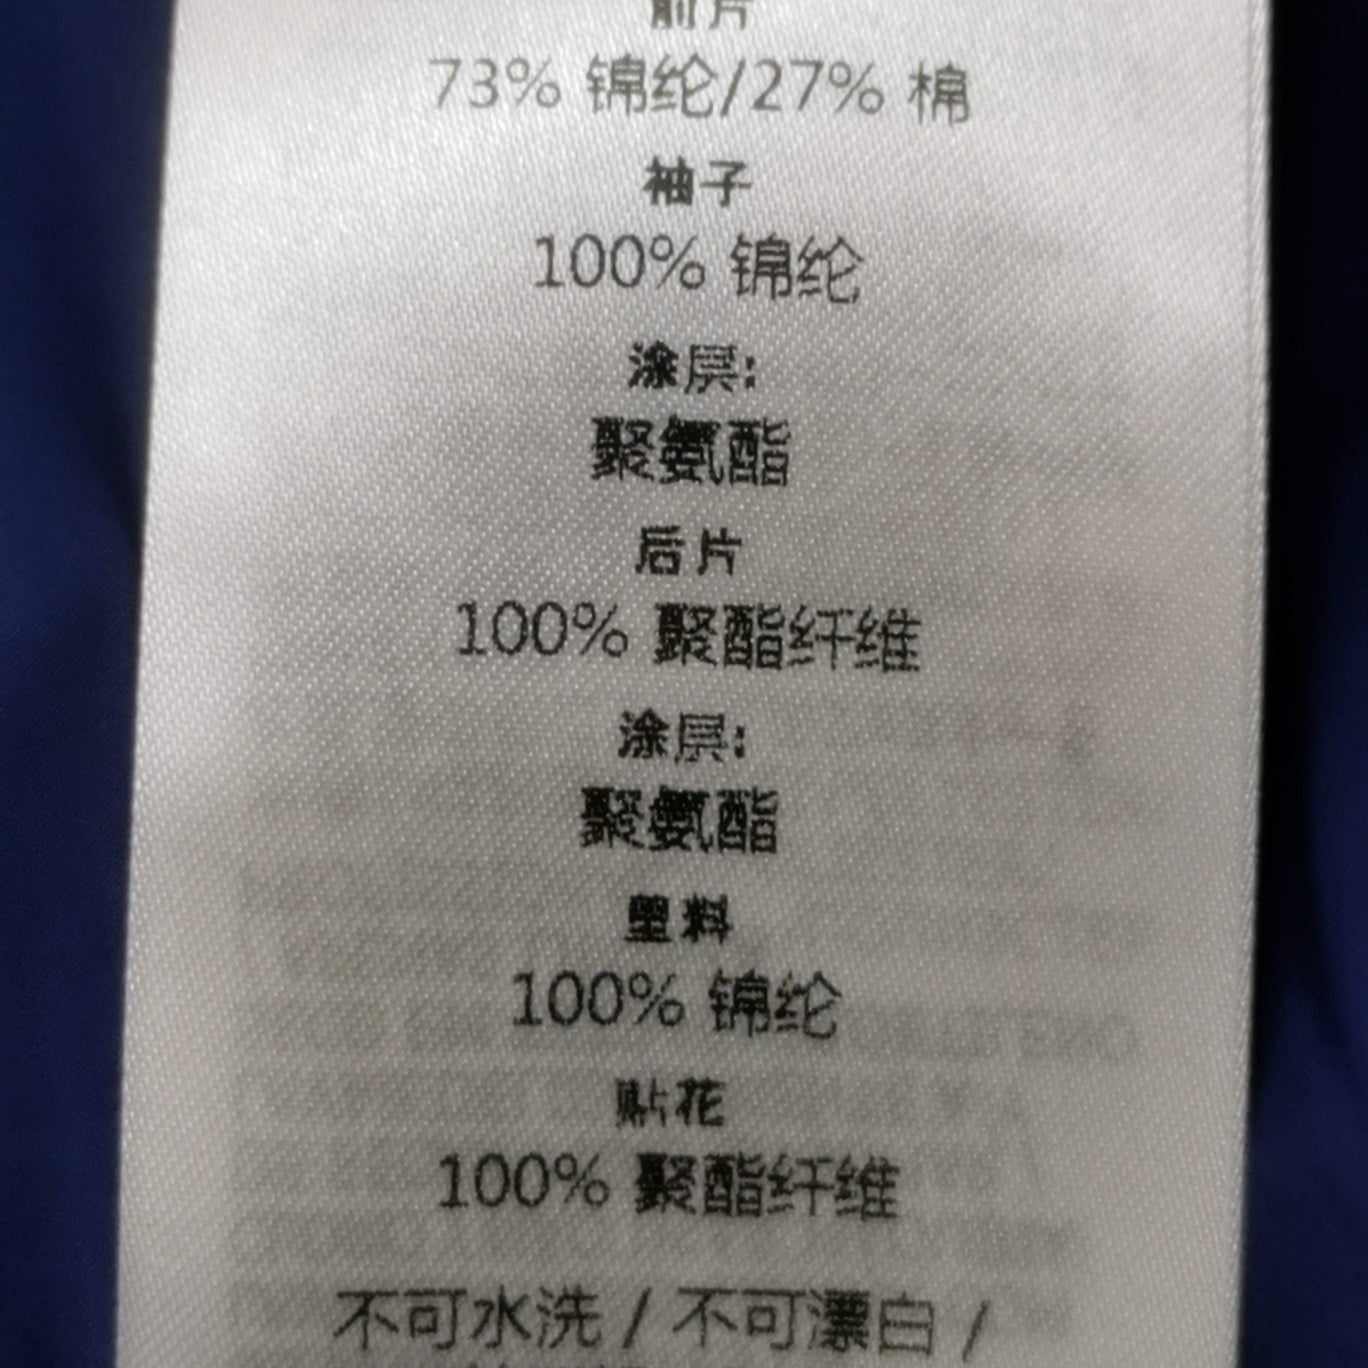 前片
73% 锦纶/27% 棉
袖子
100% 锦纶
涂层:
聚氨酯
后片
100% 聚酯纤维
涂层:
聚氨酯
里料
100% 锦纶
贴花
100% 聚酯纤维
不可水洗 / 不可漂白 /